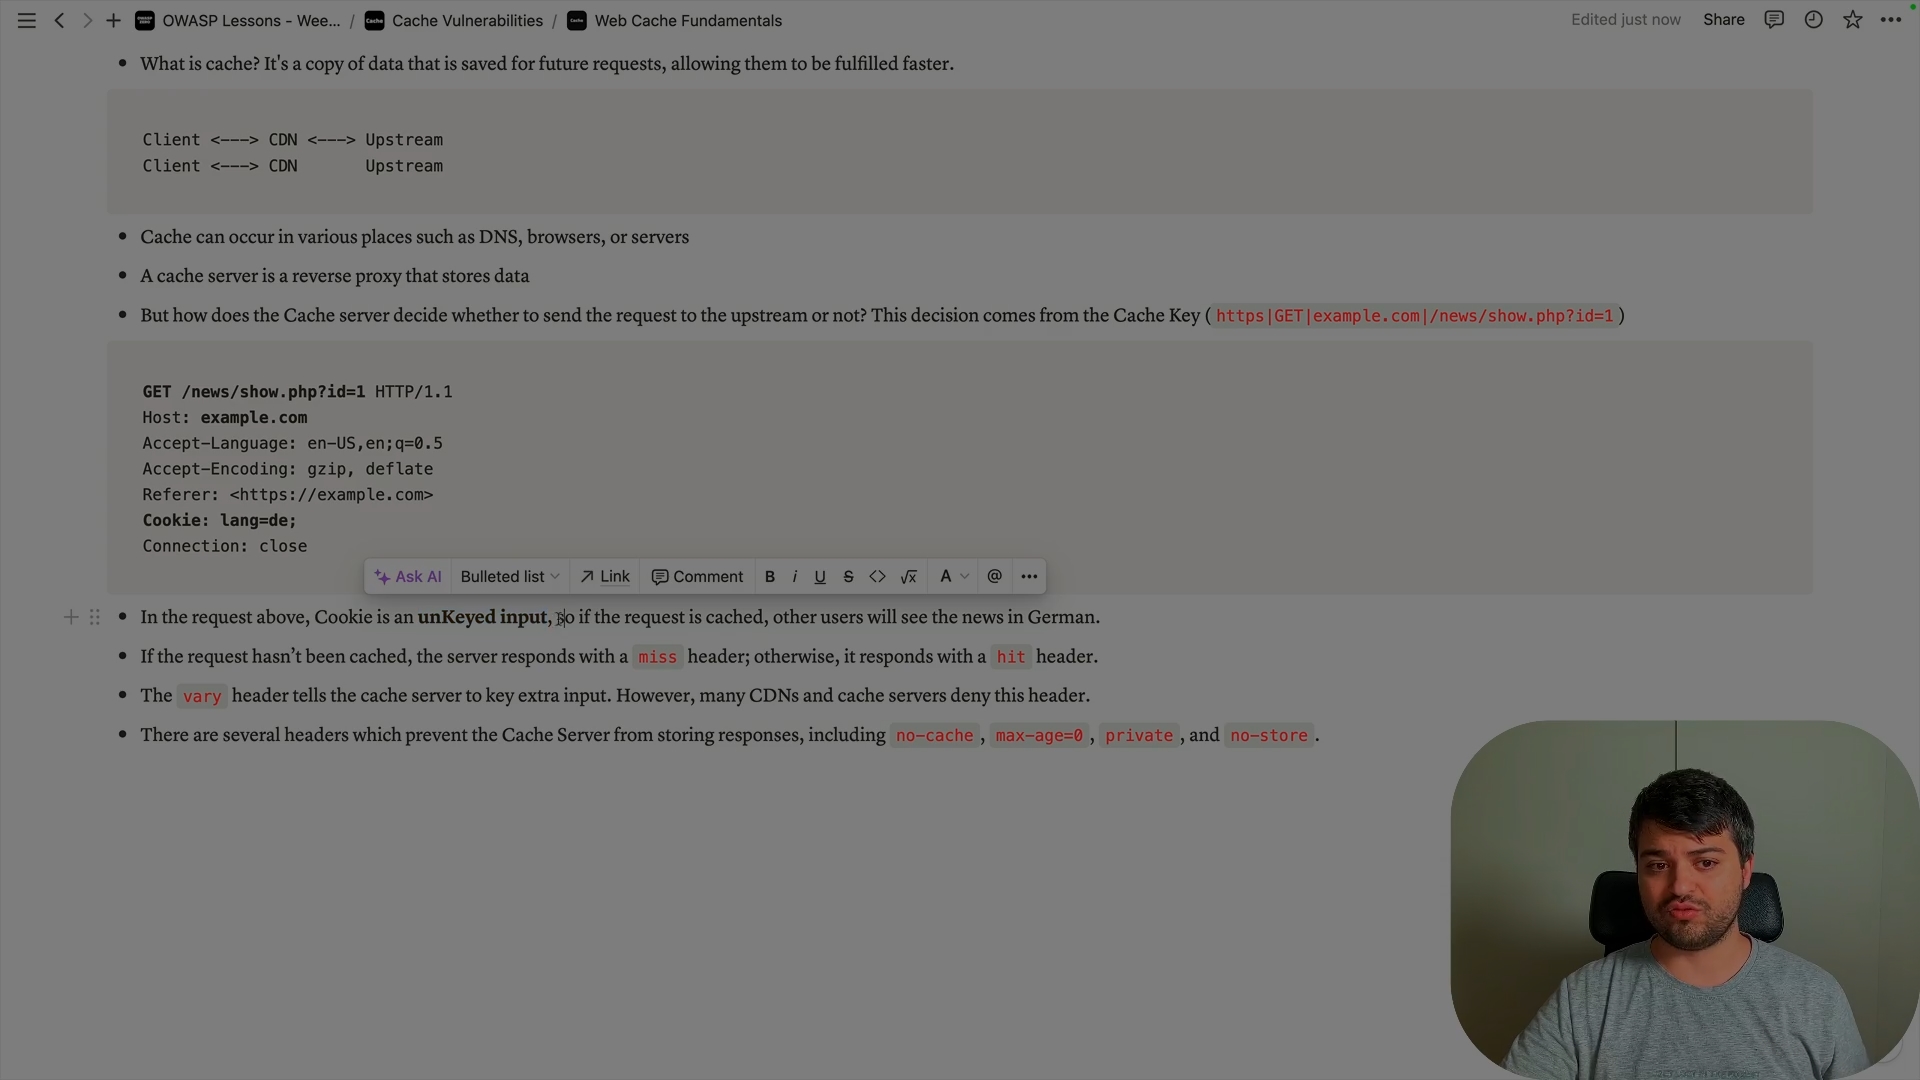 OWASP Lessons - Wee... / Cache Vulnerabilities / Web Cache Fundamentals
Edited just now Share
What is cache? It's a copy of data that is saved for future requests, allowing them to be fulfilled faster.
Client <---> CDN <---> Upstream
Client <---> CDN Upstream
Cache can occur in various places such as DNS, browsers, or servers
A cache server is a reverse proxy that stores data
But how does the Cache server decide whether to send the request to the upstream or not? This decision comes from the Cache Key ( https|GET|example.com|/news/show.php?id=1 )
GET /news/show.php?id=1 HTTP/1.1
Host: example.com
Accept-Language: en-US,en;q=0.5
Accept-Encoding: gzip, deflate
Referer: <https://example.com>
Cookie: lang=de;
Connection: close
Ask AI Bulleted list Link Comment B i U S <> √x A @ •••
In the request above, Cookie is an unKeyed input, so if the request is cached, other users will see the news in German.
If the request hasn’t been cached, the server responds with a miss header; otherwise, it responds with a hit header.
The vary header tells the cache server to key extra input. However, many CDNs and cache servers deny this header.
There are several headers which prevent the Cache Server from storing responses, including no-cache , max-age=0 , private , and no-store .